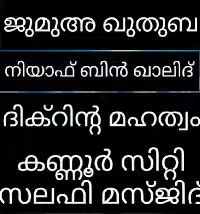 ജുമുഅ ഖുതുബ
നിയാഫ് ബിൻ ഖാലിദ്
ദിക്റിന്റ മഹത്വം
കണ്ണൂർ സിറ്റി
സലഫി മസ്ജിദ്